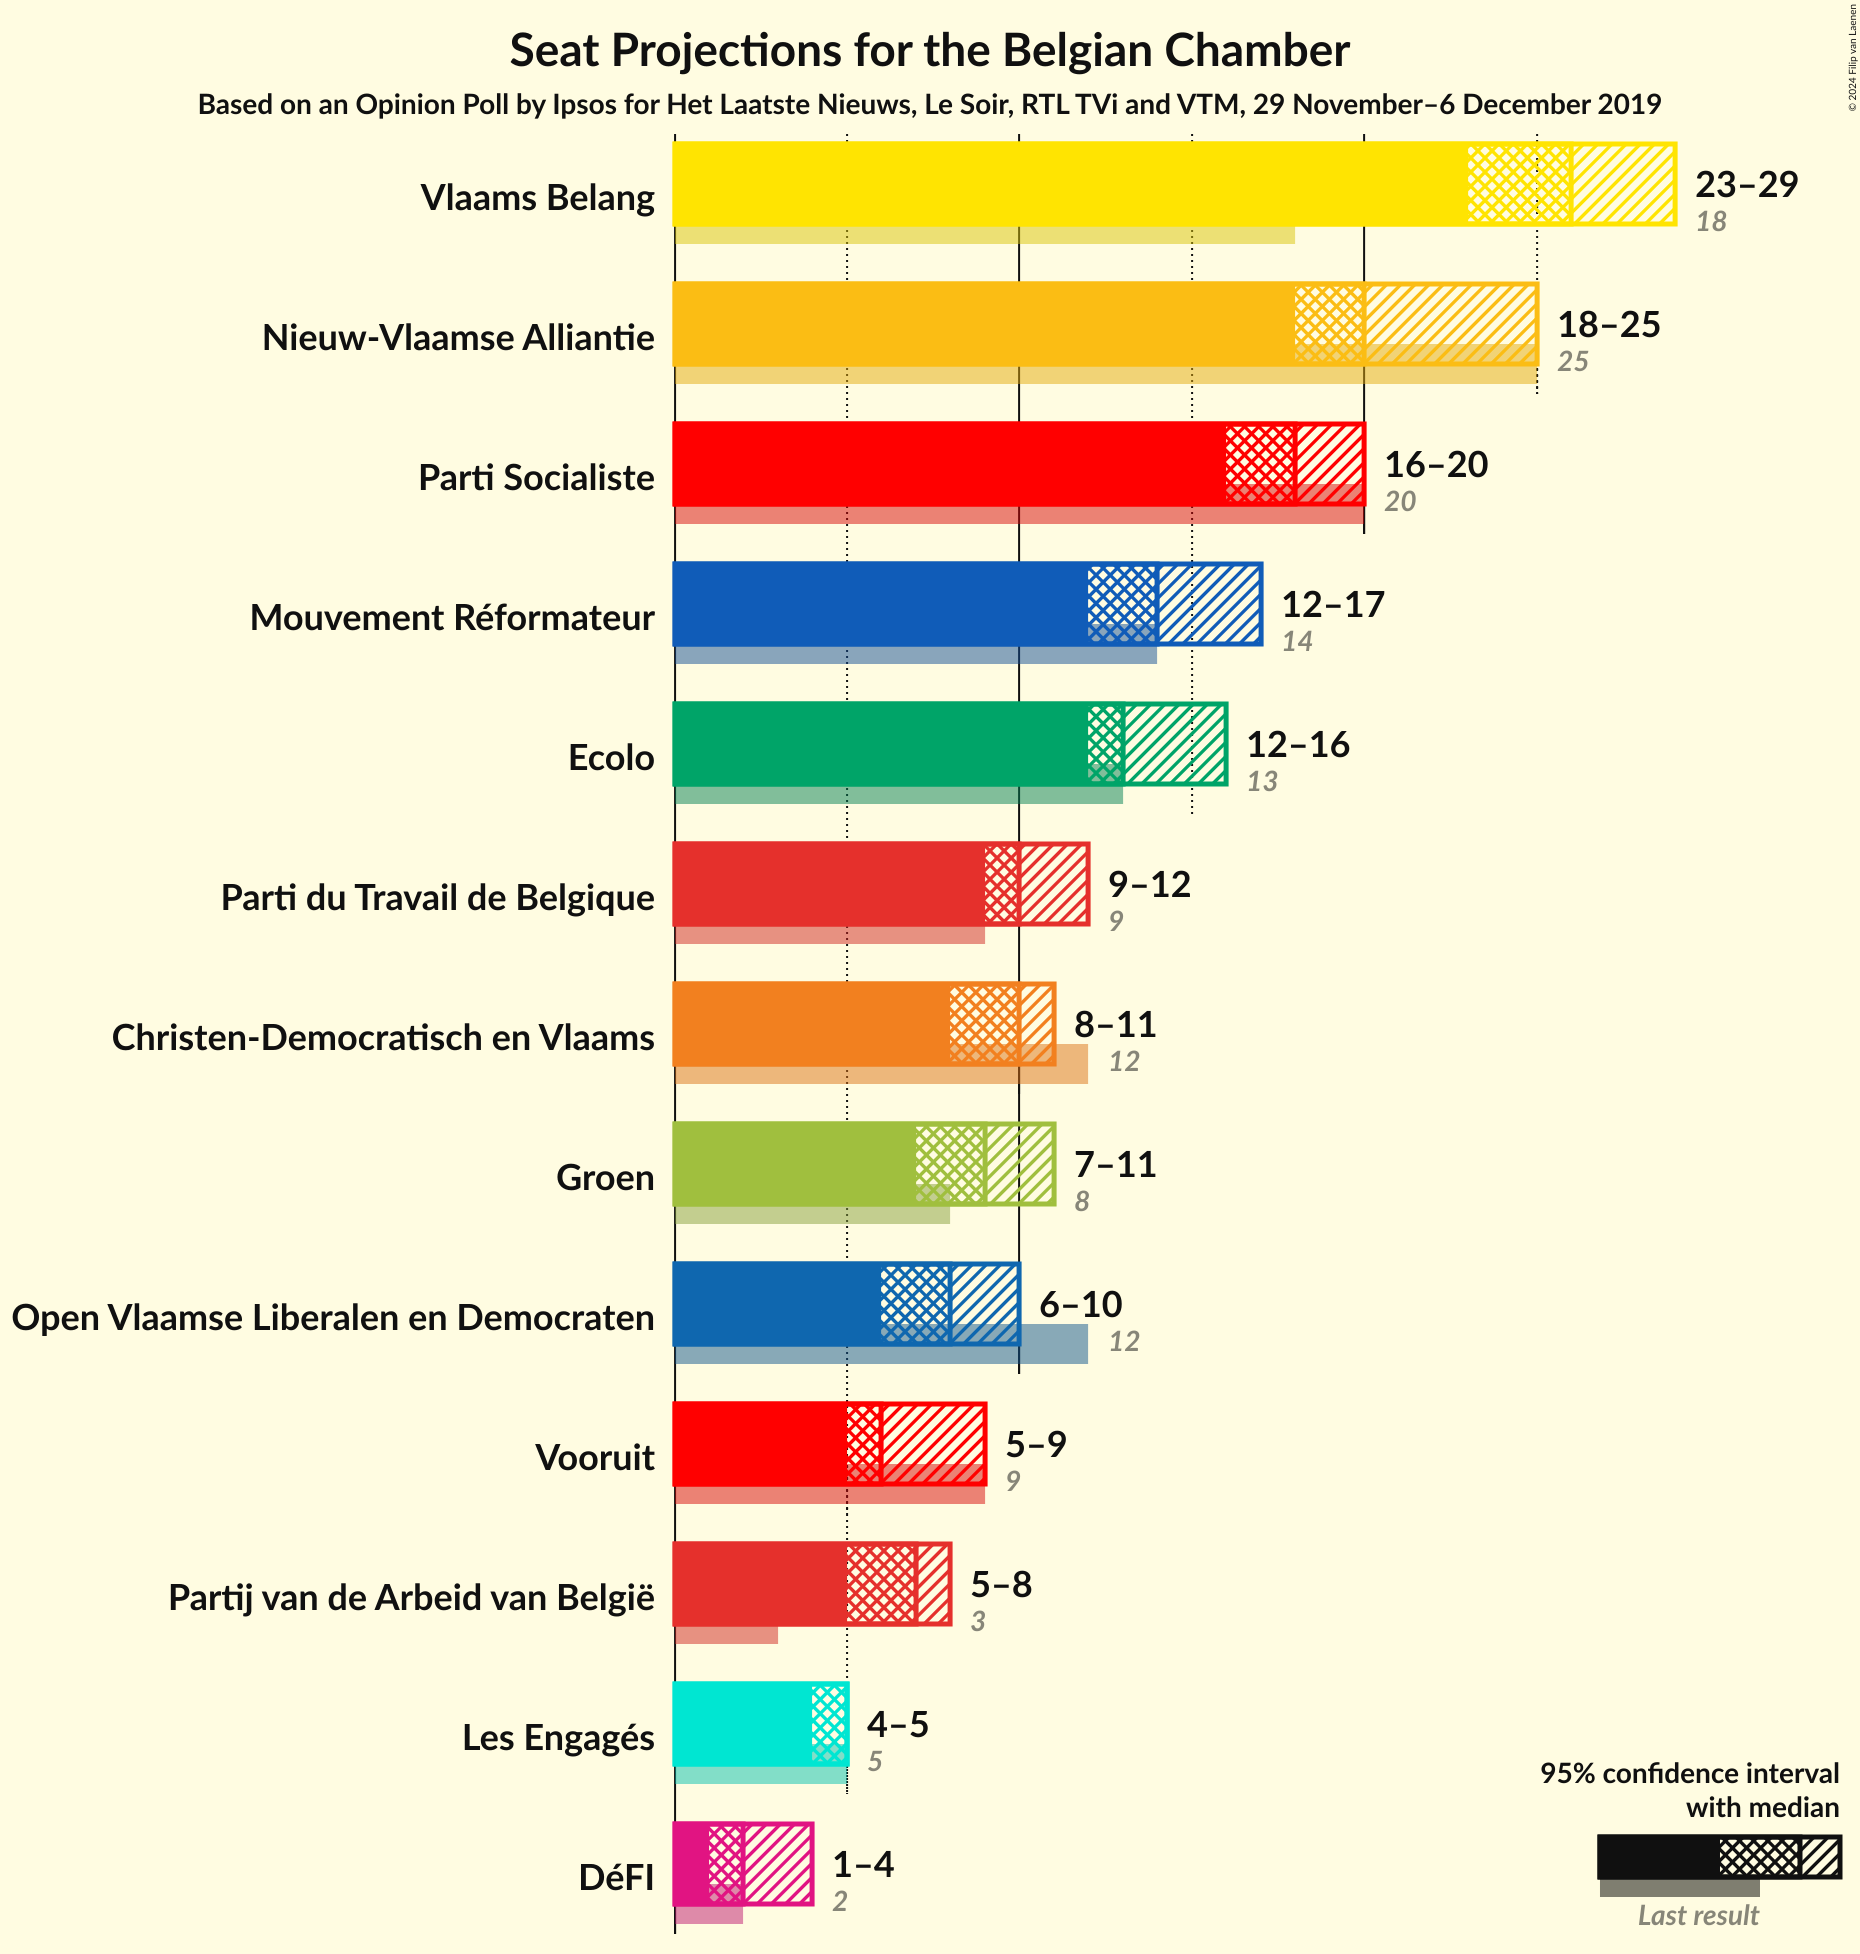 Seat Projections for the Belgian Chamber
Based on an Opinion Poll by Ipsos for Het Laatste Nieuws, Le Soir, RTL TVi and VTM, 29 November–6 December 2019
© 2024 Filip van Laenen
Vlaams Belang
23–29
18
Nieuw-Vlaamse Alliantie
18–25
25
Parti Socialiste
16–20
20
Mouvement Réformateur
12–17
14
Ecolo
12–16
13
Parti du Travail de Belgique
9–12
9
Christen-Democratisch en Vlaams
8–11
12
Groen
7–11
8
Open Vlaamse Liberalen en Democraten
6–10
12
Vooruit
5–9
9
Partij van de Arbeid van België
5–8
3
Les Engagés
4–5
5
DéFI
1–4
2
95% confidence interval
with median
Last result